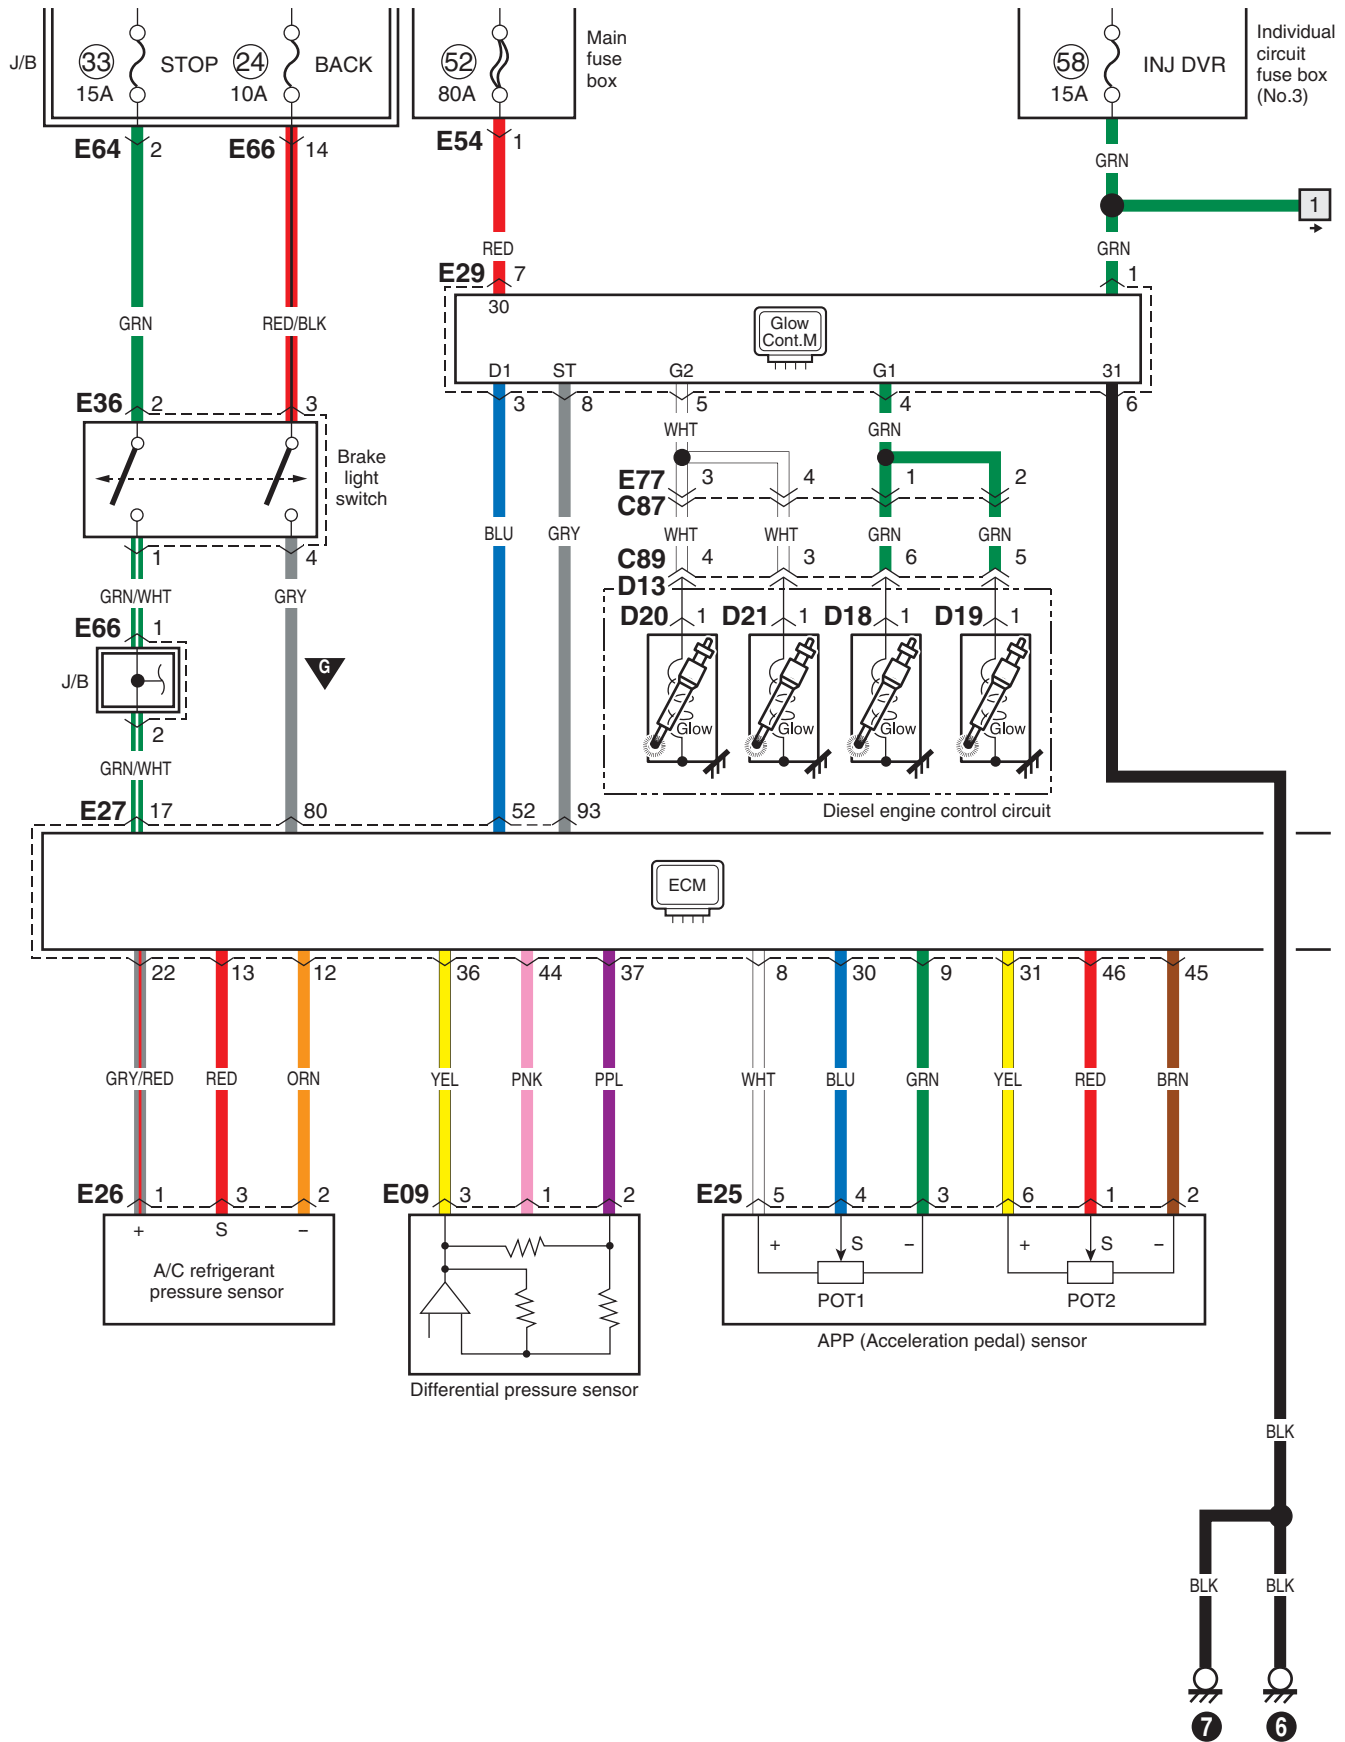 J/B
33
15A
STOP
24
10A
BACK
52
80A
Main
fuse
box
58
15A
INJ DVR
Individual
circuit
fuse box
(No.3)
E64 2
E66 14
E54 1
GRN
1
GRN
RED
E29 7
1
30
Glow
Cont.M
GRN
RED/BLK
D1
ST
G2
G1
31
3
8
5
4
6
E36 2
3
WHT
GRN
Brake
light
switch
E77 3
4
1
2
C87
BLU
GRY
WHT
WHT
GRN
GRN
1
4
C89 4
3
6
5
D13
GRN/WHT
GRY
D20 1
D21 1
D18 1
D19 1
E66 1
J/B
G
2
Glow
Glow
Glow
Glow
GRN/WHT
Diesel engine control circuit
E27 17
80
52
93
ECM
22
13
12
36
44
37
8
30
9
31
46
45
GRY/RED
RED
ORN
YEL
PNK
PPL
WHT
BLU
GRN
YEL
RED
BRN
E26 1
3
2
E09 3
1
2
E25 5
4
3
6
1
2
+
S
−
A/C refrigerant
pressure sensor
+
S
−
+
S
−
POT1
POT2
APP (Acceleration pedal) sensor
Differential pressure sensor
BLK
BLK
BLK
7
6